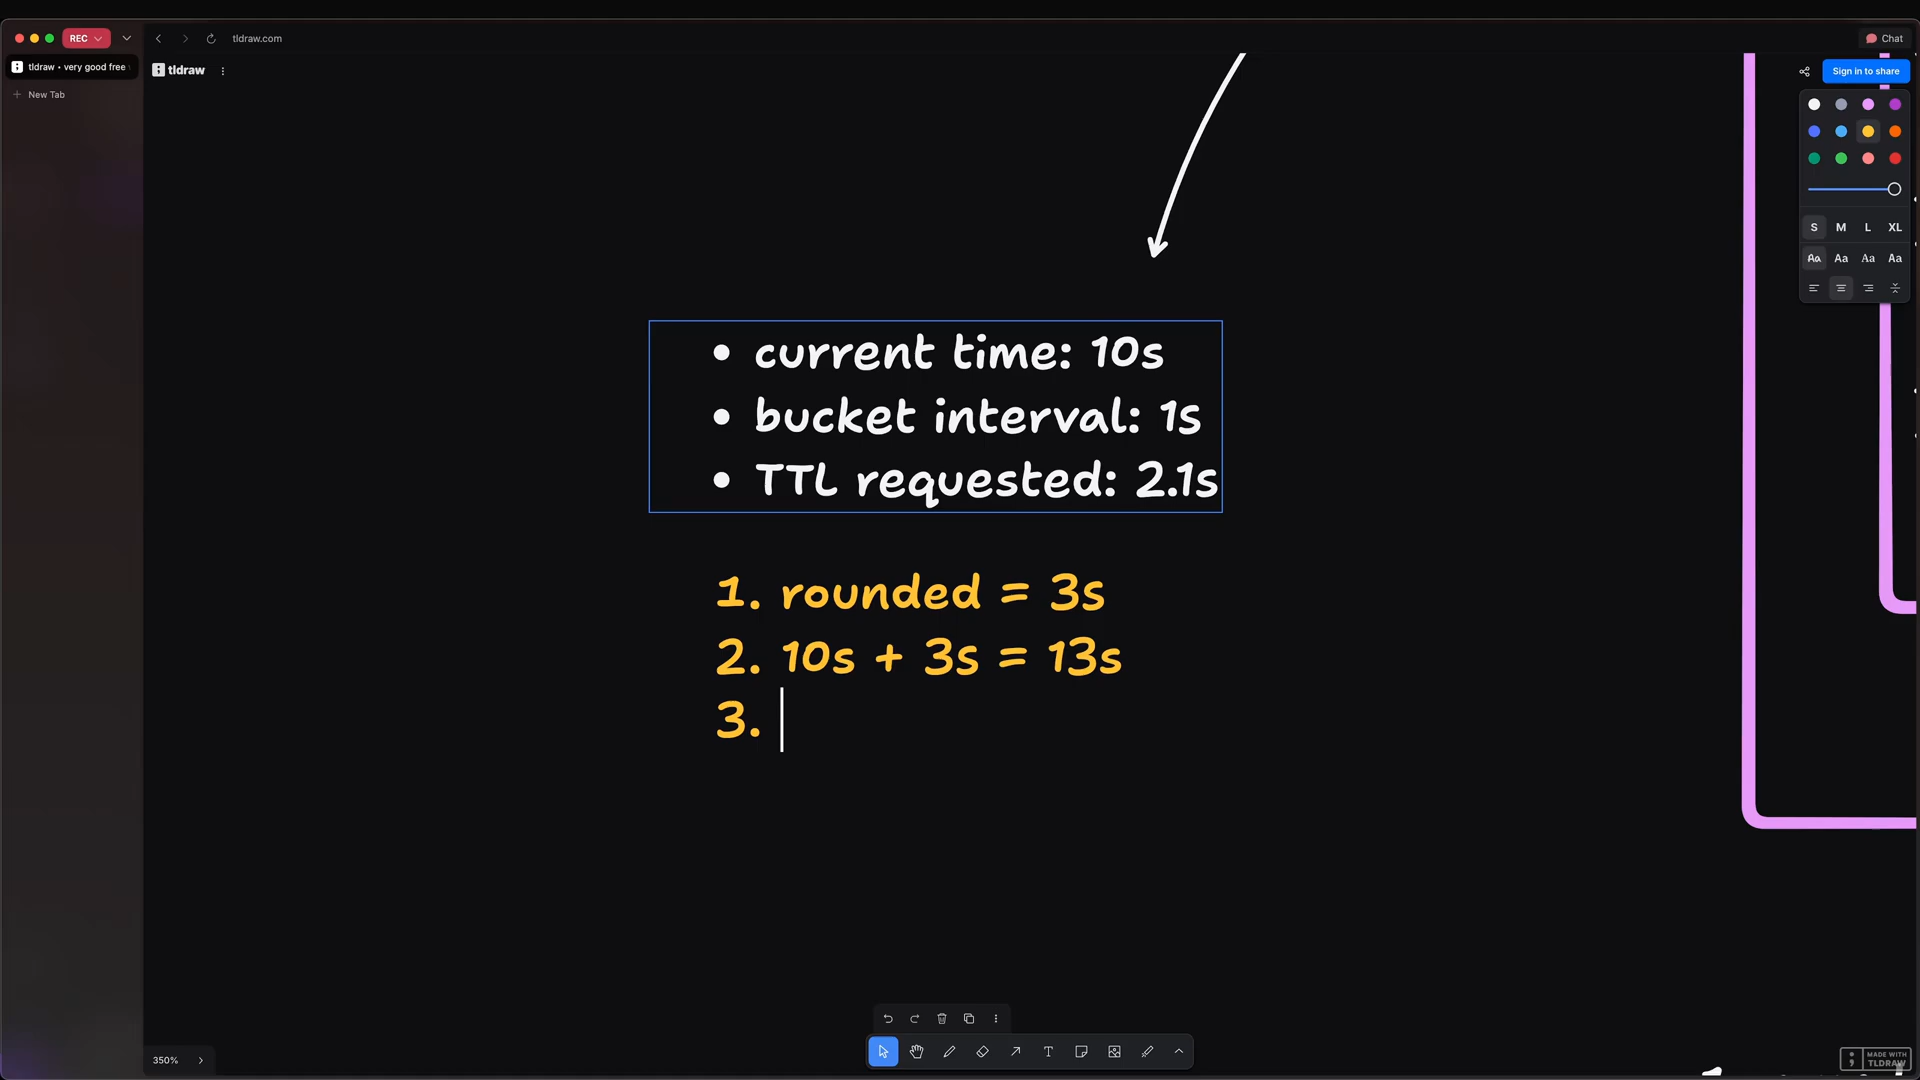 REC
tldraw.com
Chat
tldraw • very good free
New Tab
tldraw
Sign in to share
S M L XL
Aa Aa Aa Aa
• current time: 10s
• bucket interval: 1s
• TTL requested: 2.1s
1. rounded = 3s
2. 10s + 3s = 13s
3.
350%
MADE WITH
TLDRAW